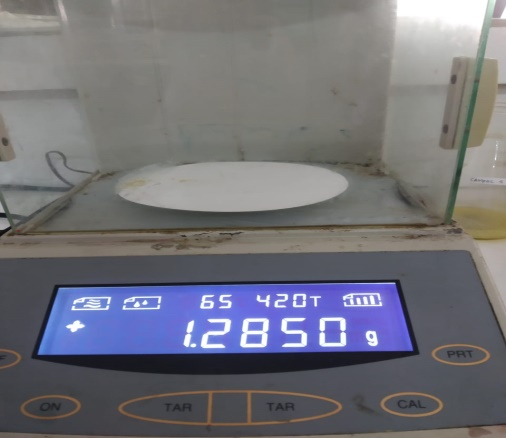 65 420T
+ 1.2850 g
PRT
ON TAR TAR CAL